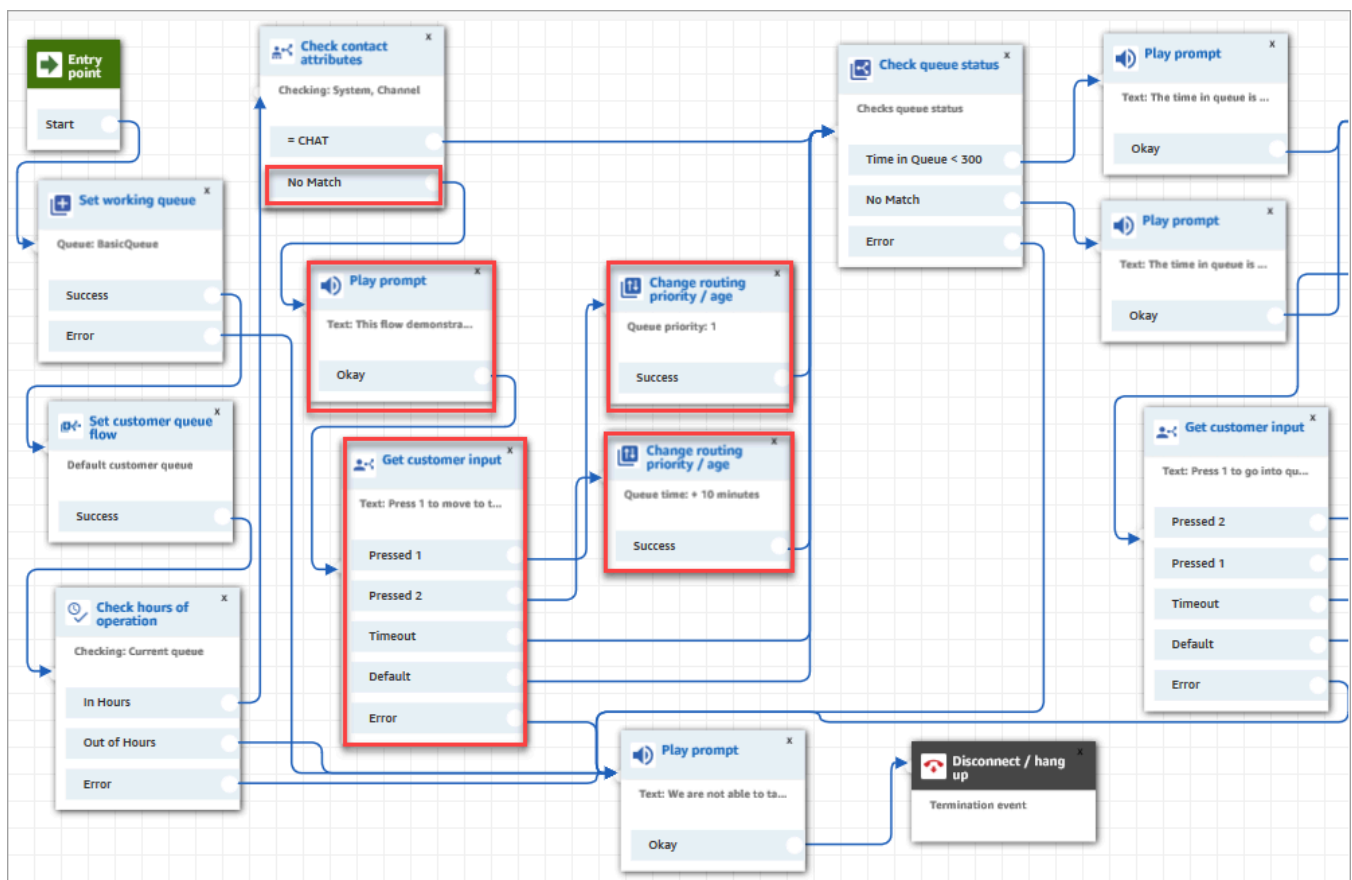 Entry
point
Start
x
Set working queue
Queue: BasicQueue
Success
Error
x
Set customer queue
flow
Default customer queue
Success
x
Check hours of
operation
Checking: Current queue
In Hours
Out of Hours
Error
x
Check contact
attributes
Checking: System, Channel
= CHAT
No Match
x
Play prompt
Text: This flow demonstra...
Okay
x
Get customer input
Text: Press 1 to move to t...
Pressed 1
Pressed 2
Timeout
Default
Error
x
Change routing
priority / age
Queue priority: 1
Success
x
Change routing
priority / age
Queue time: + 10 minutes
Success
x
Play prompt
Text: We are not able to ta...
Okay
x
Check queue status
Checks queue status
Time in Queue < 300
No Match
Error
x
Disconnect / hang
up
Termination event
x
Play prompt
Text: The time in queue is ...
Okay
x
Play prompt
Text: The time in queue is ...
Okay
x
Get customer input
Text: Press 1 to go into qu...
Pressed 2
Pressed 1
Timeout
Default
Error
x